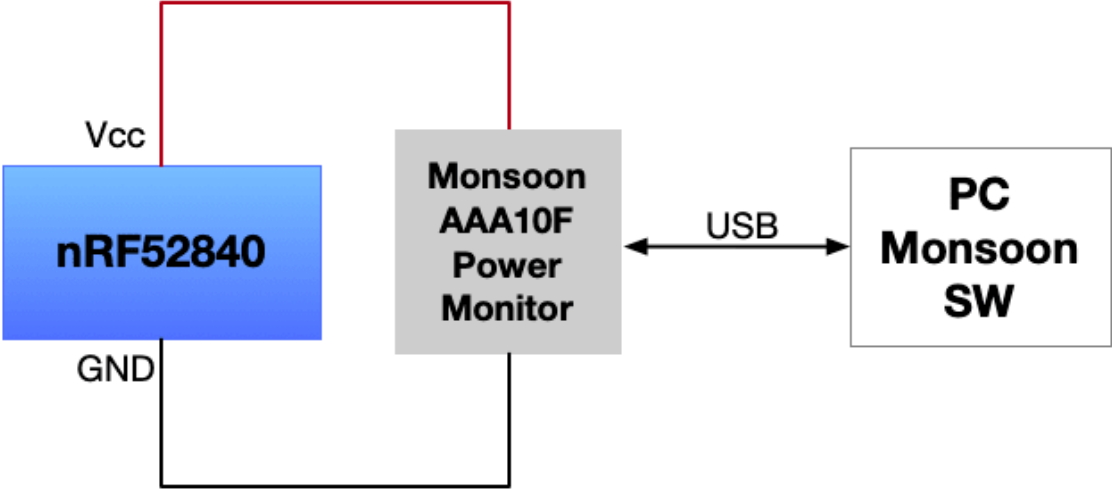 Vcc
nRF52840
GND
Monsoon
AAA10F
Power
Monitor
USB
PC
Monsoon
SW